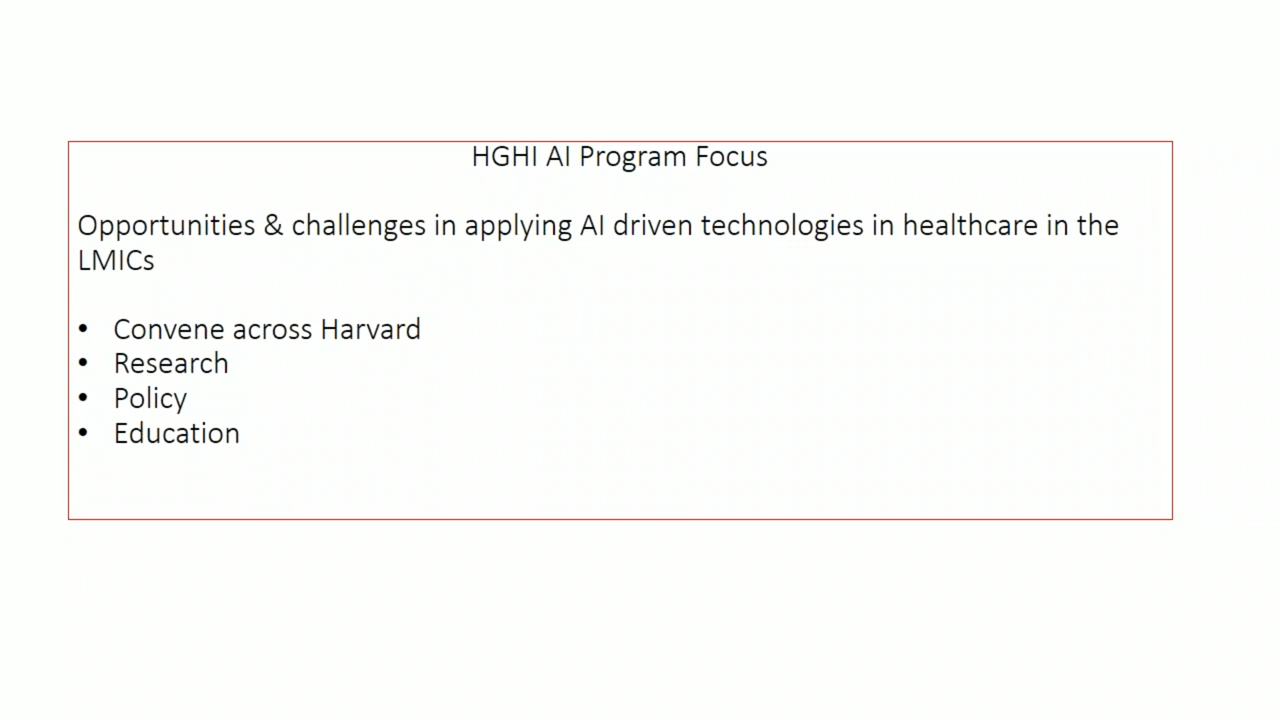 HGHI AI Program Focus
Opportunities & challenges in applying AI driven technologies in healthcare in the
LMICs
• Convene across Harvard
• Research
• Policy
• Education